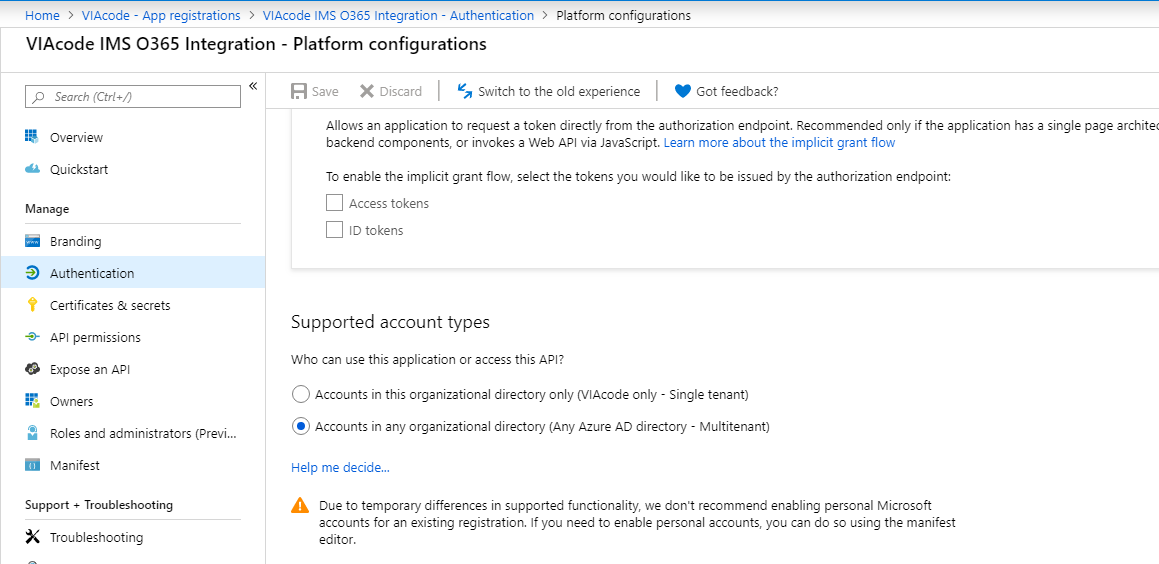 Home > VIAcode - App registrations > VIAcode IMS O365 Integration - Authentication > Platform configurations
VIAcode IMS O365 Integration - Platform configurations
Search (Ctrl+/)
«
Save
Discard
Switch to the old experience
Got feedback?
Overview
Quickstart
Manage
Branding
Authentication
Certificates & secrets
API permissions
Expose an API
Owners
Roles and administrators (Previ...
Manifest
Support + Troubleshooting
Troubleshooting
Allows an application to request a token directly from the authorization endpoint. Recommended only if the application has a single page archite
backend components, or invokes a Web API via JavaScript. Learn more about the implicit grant flow
To enable the implicit grant flow, select the tokens you would like to be issued by the authorization endpoint:
Access tokens
ID tokens
Supported account types
Who can use this application or access this API?
Accounts in this organizational directory only (VIAcode only - Single tenant)
Accounts in any organizational directory (Any Azure AD directory - Multitenant)
Help me decide...
Due to temporary differences in supported functionality, we don't recommend enabling personal Microsoft
accounts for an existing registration. If you need to enable personal accounts, you can do so using the manifest
editor.